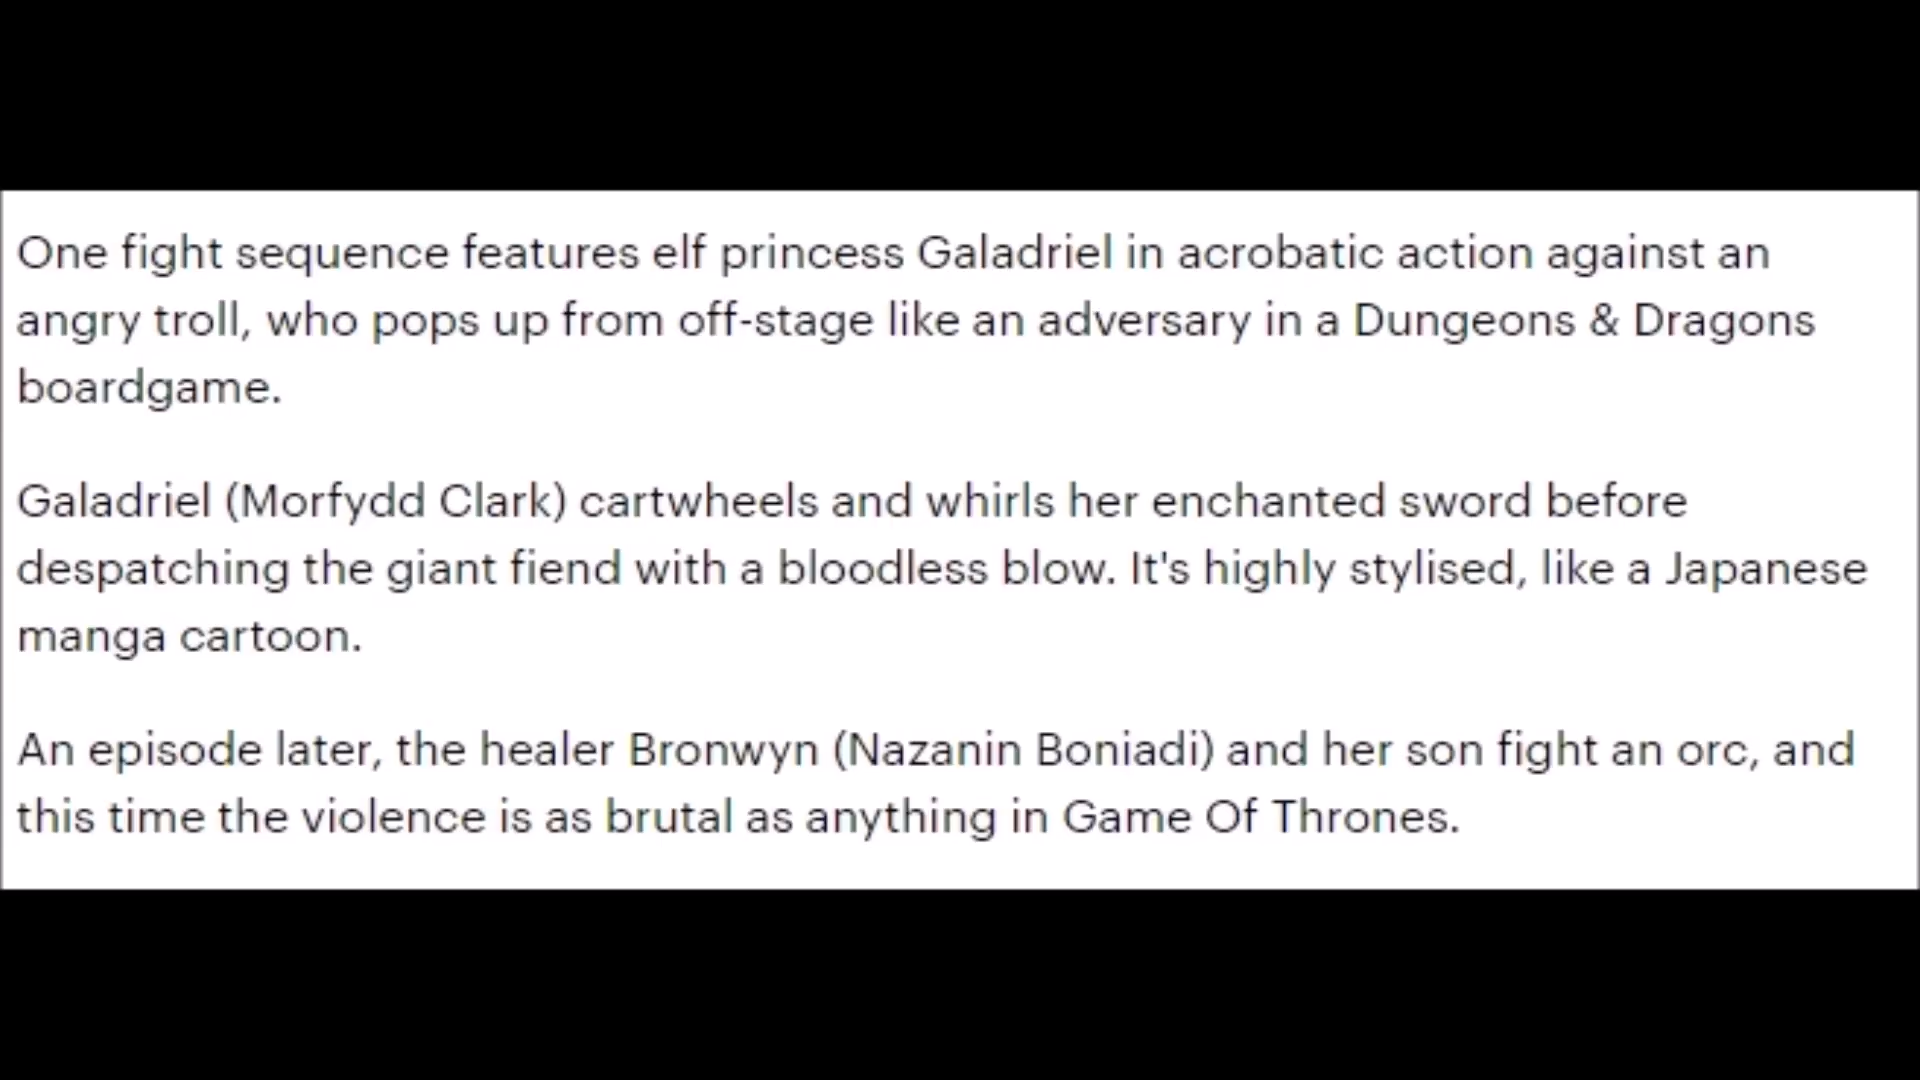 One fight sequence features elf princess Galadriel in acrobatic action against an
angry troll, who pops up from off-stage like an adversary in a Dungeons & Dragons
boardgame.
Galadriel (Morfydd Clark) cartwheels and whirls her enchanted sword before
despatching the giant fiend with a bloodless blow. It's highly stylised, like a Japanese
manga cartoon.
An episode later, the healer Bronwyn (Nazanin Boniadi) and her son fight an orc, and
this time the violence is as brutal as anything in Game Of Thrones.